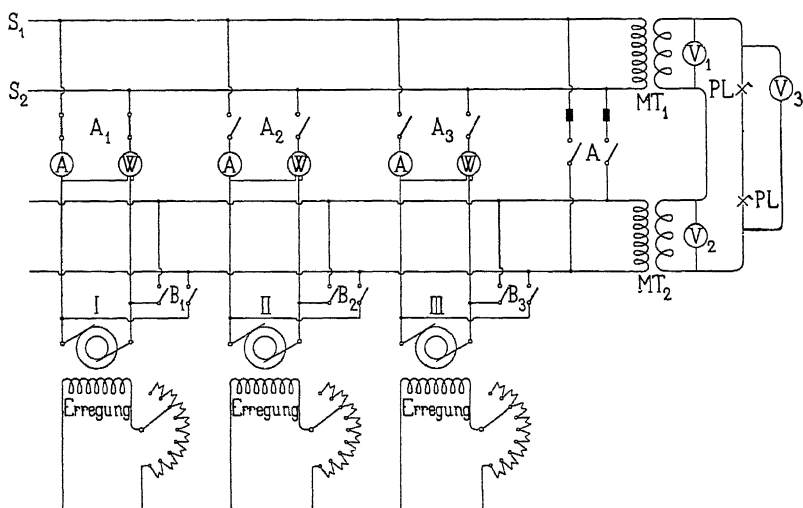 S1
S2
A1 A2 A3 A
A W A W A W
MT1 V1 PL V3
PL
V2
MT2
I B1 II B2 III B3
Erregung Erregung Erregung